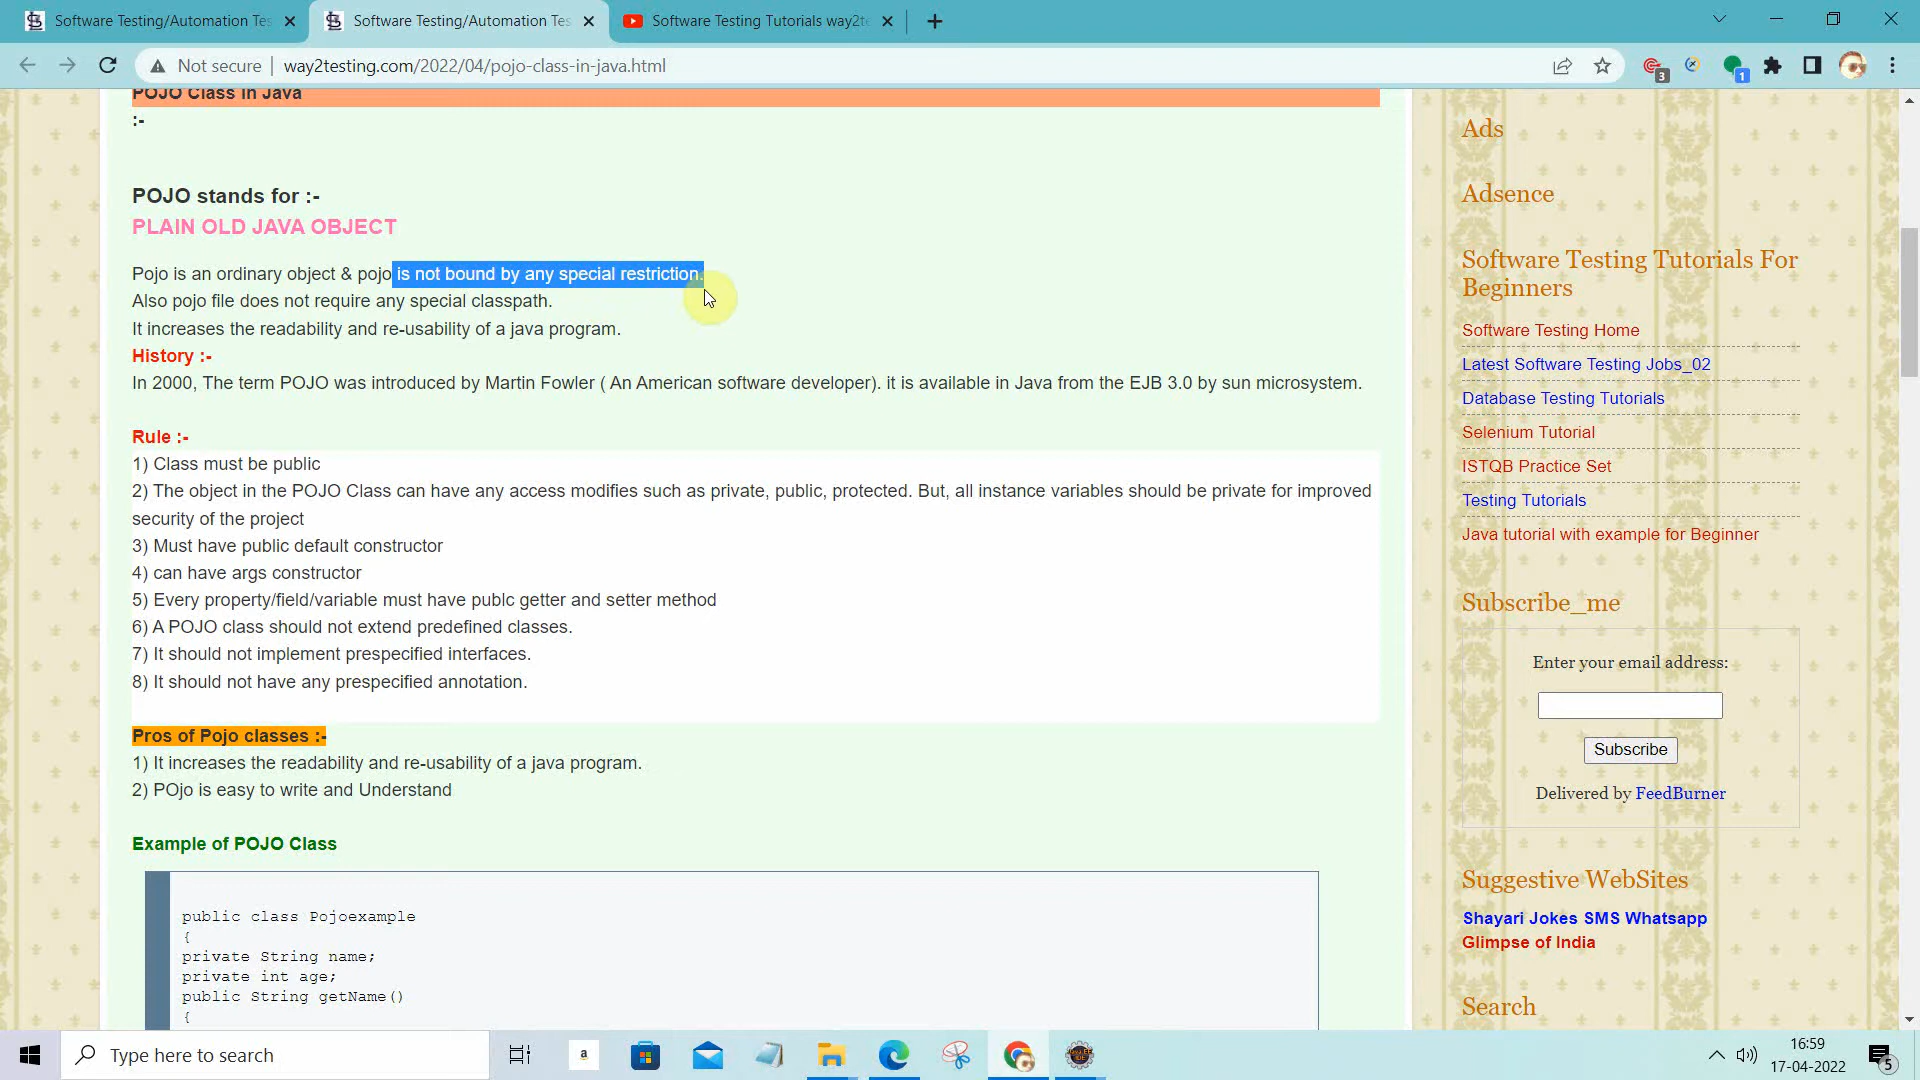 Software Testing/Automation Tes
Software Testing/Automation Tes
Software Testing Tutorials way2te
Not secure
way2testing.com/2022/04/pojo-class-in-java.html
3
1
POJO Class in Java
:-
POJO stands for :-
PLAIN OLD JAVA OBJECT
Pojo is an ordinary object & pojo is not bound by any special restriction.
Also pojo file does not require any special classpath.
It increases the readability and re-usability of a java program.
History :-
In 2000, The term POJO was introduced by Martin Fowler ( An American software developer). it is available in Java from the EJB 3.0 by sun microsystem.
Rule :-
1) Class must be public
2) The object in the POJO Class can have any access modifies such as private, public, protected. But, all instance variables should be private for improved
security of the project
3) Must have public default constructor
4) can have args constructor
5) Every property/field/variable must have publc getter and setter method
6) A POJO class should not extend predefined classes.
7) It should not implement prespecified interfaces.
8) It should not have any prespecified annotation.
Pros of Pojo classes :-
1) It increases the readability and re-usability of a java program.
2) POjo is easy to write and Understand
Example of POJO Class
public class Pojoexample
{
private String name;
private int age;
public String getName()
{
Ads
Adsence
Software Testing Tutorials For
Beginners
Software Testing Home
Latest Software Testing Jobs_02
Database Testing Tutorials
Selenium Tutorial
ISTQB Practice Set
Testing Tutorials
Java tutorial with example for Beginner
Subscribe_me
Enter your email address:
Subscribe
Delivered by FeedBurner
Suggestive WebSites
Shayari Jokes SMS Whatsapp
Glimpse of India
Search
Type here to search
a
16:59
17-04-2022
5